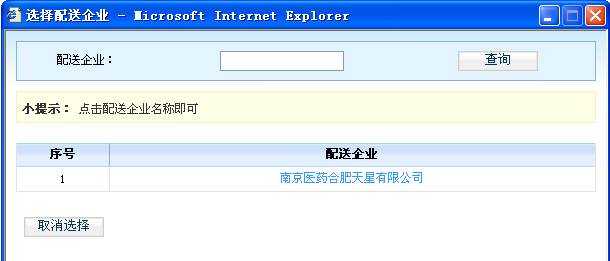 选择配送企业 - Microsoft Internet Explorer
配送企业： 查询
小提示： 点击配送企业名称即可
序号 配送企业
1 南京医药合肥天星有限公司
取消选择